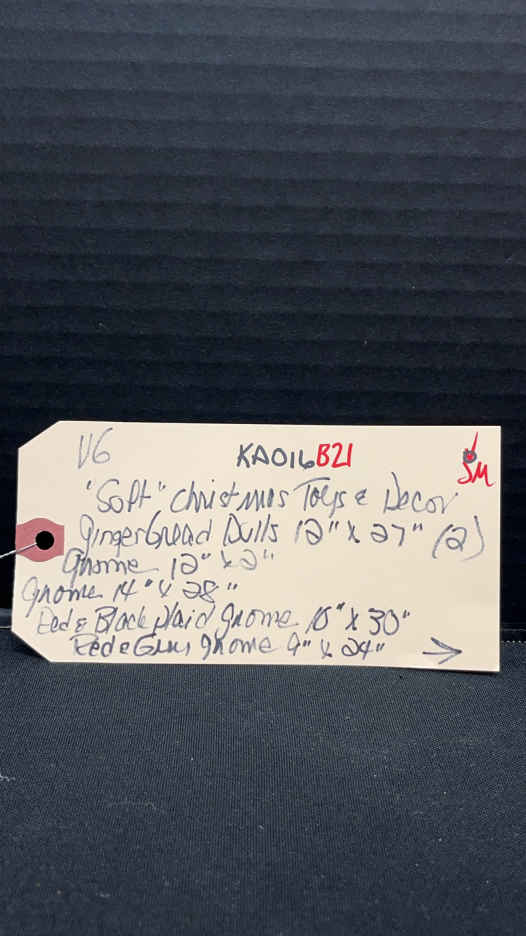 V6 KA016B21 SM
"Soft" Christmas Toys & Decor
GingerBread Dolls 12" x 27" (2)
Gnome 12" x 2"
Gnome 14" x 28"
Red & Black Plaid Gnome 10" x 30"
Red & Gnome 9" x 24" →